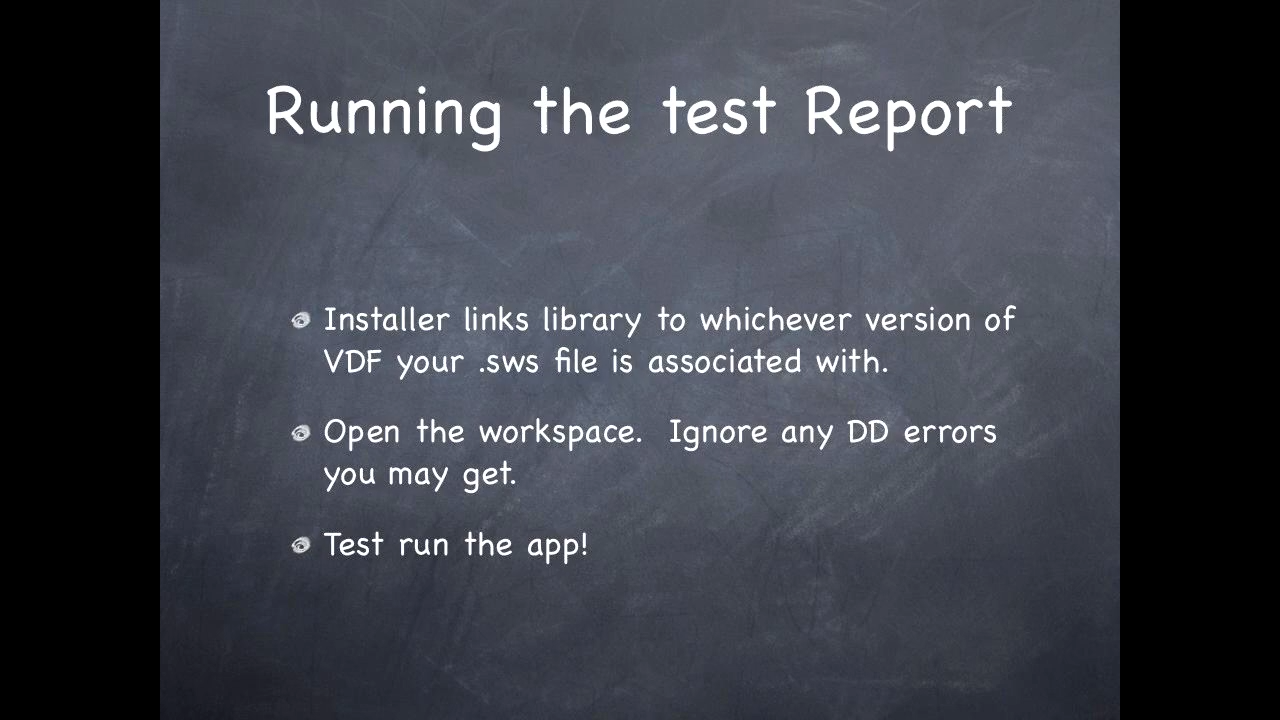 Running the test Report
Installer links library to whichever version of
VDF your .sws file is associated with.
Open the workspace.  Ignore any DD errors
you may get.
Test run the app!